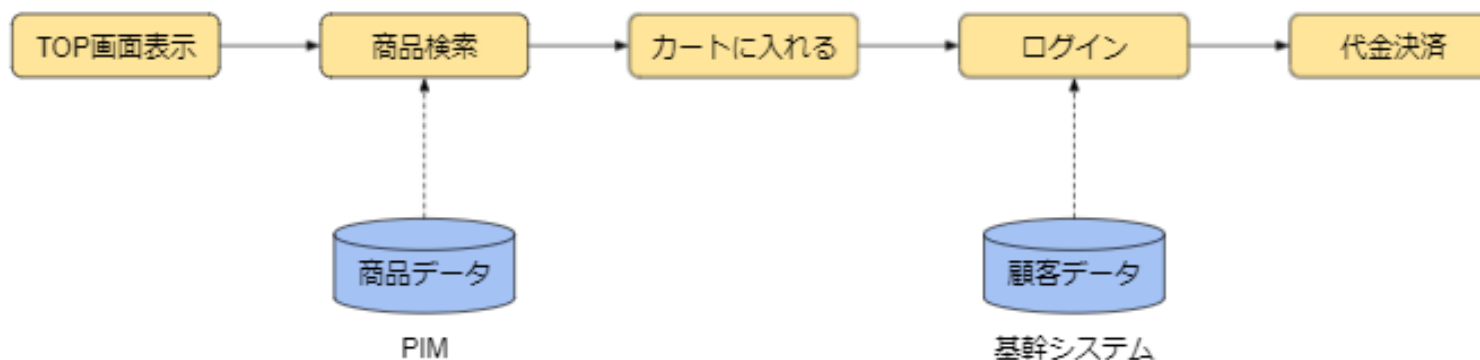 TOP画面表示
商品検索
カートに入れる
ログイン
代金決済
商品データ
顧客データ
PIM
基幹システム